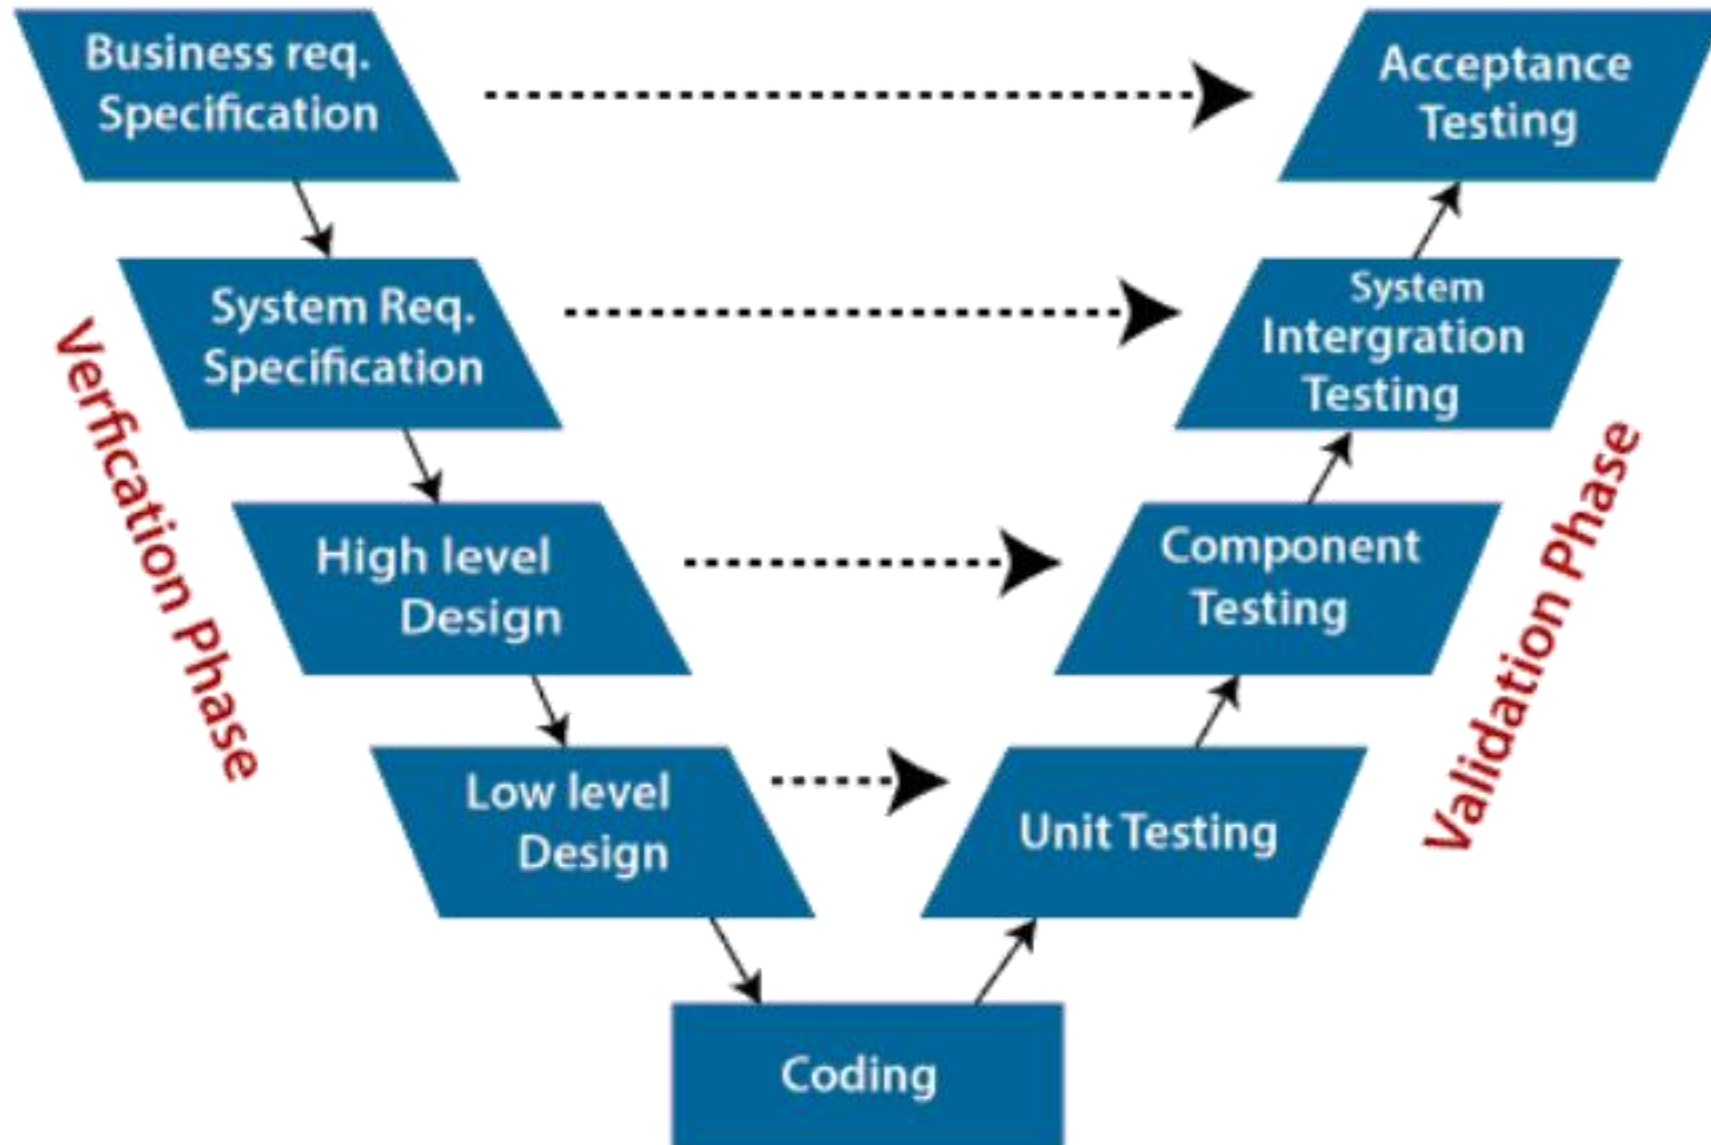 Business req.
Specification
Acceptance
Testing
System Req.
Specification
System
Intergration
Testing
Verfication Phase
High level
Design
Component
Testing
Validation Phase
Low level
Design
Unit Testing
Coding